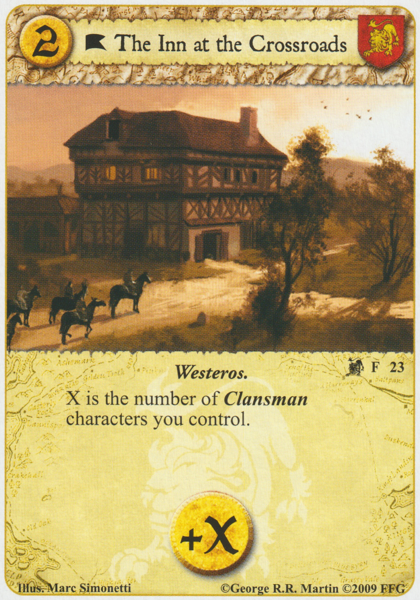 2 The Inn at the Crossroads
Westeros.
F 23
X is the number of Clansman
characters you control.
+X
Illus. Marc Simonetti ©George R.R. Martin ©2009 FFG